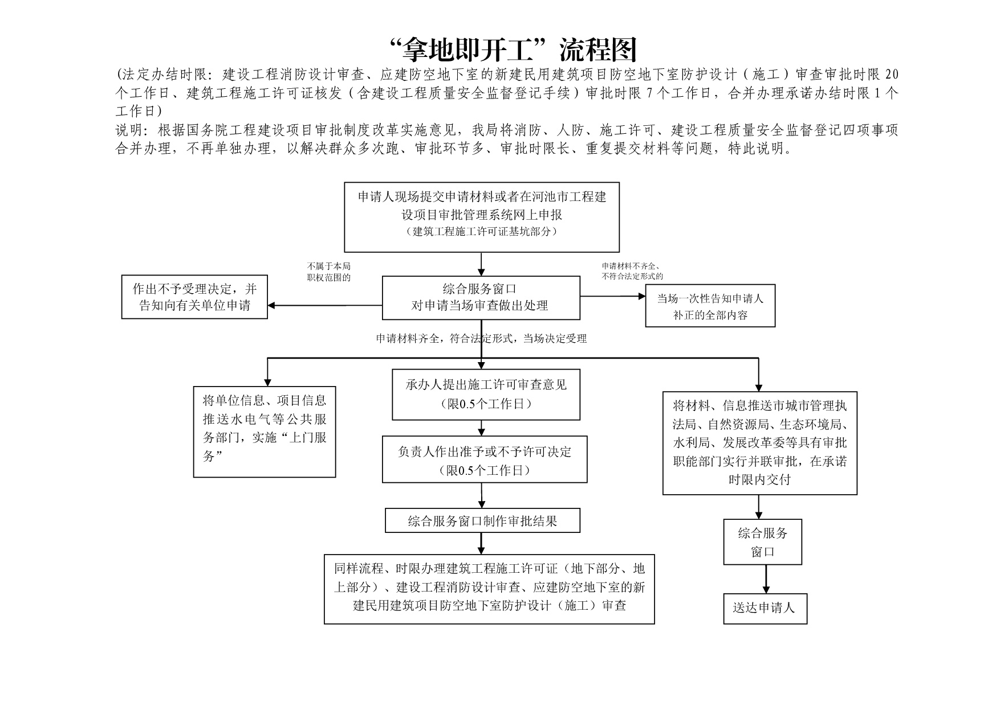 “拿地即开工”流程图
(法定办结时限：建设工程消防设计审查、应建防空地下室的新建民用建筑项目防空地下室防护设计（施工）审查审批时限 20
个工作日、建筑工程施工许可证核发（含建设工程质量安全监督登记手续）审批时限 7 个工作日，合并办理承诺办结时限 1 个
工作日)
说明：根据国务院工程建设项目审批制度改革实施意见，我局将消防、人防、施工许可、建设工程质量安全监督登记四项事项
合并办理，不再单独办理，以解决群众多次跑、审批环节多、审批时限长、重复提交材料等问题，特此说明。
申请人现场提交申请材料或者在河池市工程建
设项目审批管理系统网上申报
（建筑工程施工许可证基坑部分）
不属于本局
职权范围的
申请材料不齐全、
不符合法定形式的
作出不予受理决定，并
告知向有关单位申请
综合服务窗口
对申请当场审查做出处理
当场一次性告知申请人
补正的全部内容
申请材料齐全，符合法定形式，当场决定受理
将单位信息、项目信息
推送水电气等公共服
务部门，实施“上门服
务”
承办人提出施工许可审查意见
（限0.5个工作日）
负责人作出准予或不予许可决定
（限0.5个工作日）
综合服务窗口制作审批结果
同样流程、时限办理建筑工程施工许可证（地下部分、地
上部分）、建设工程消防设计审查、应建防空地下室的新
建民用建筑项目防空地下室防护设计（施工）审查
将材料、信息推送市城市管理执
法局、自然资源局、生态环境局、
水利局、发展改革委等具有审批
职能部门实行并联审批，在承诺
时限内交付
综合服务
窗口
送达申请人